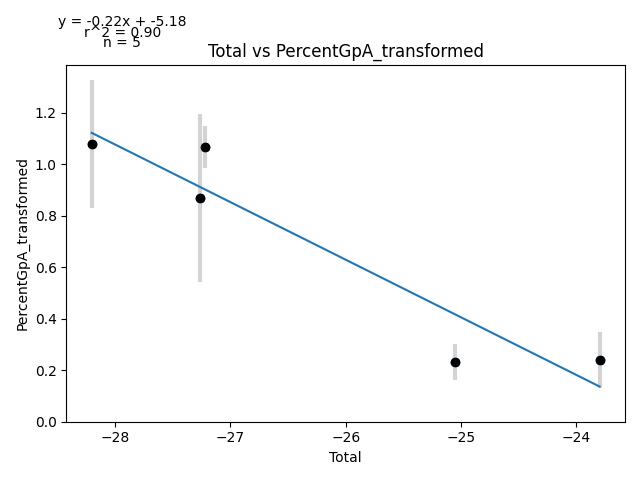 y = -0.22x + -5.18
r^2 = 0.90
n = 5
Total vs PercentGpA_transformed
PercentGpA_transformed
1.2
1.0
0.8
0.6
0.4
0.2
0.0
−28
−27
−26
−25
−24
Total